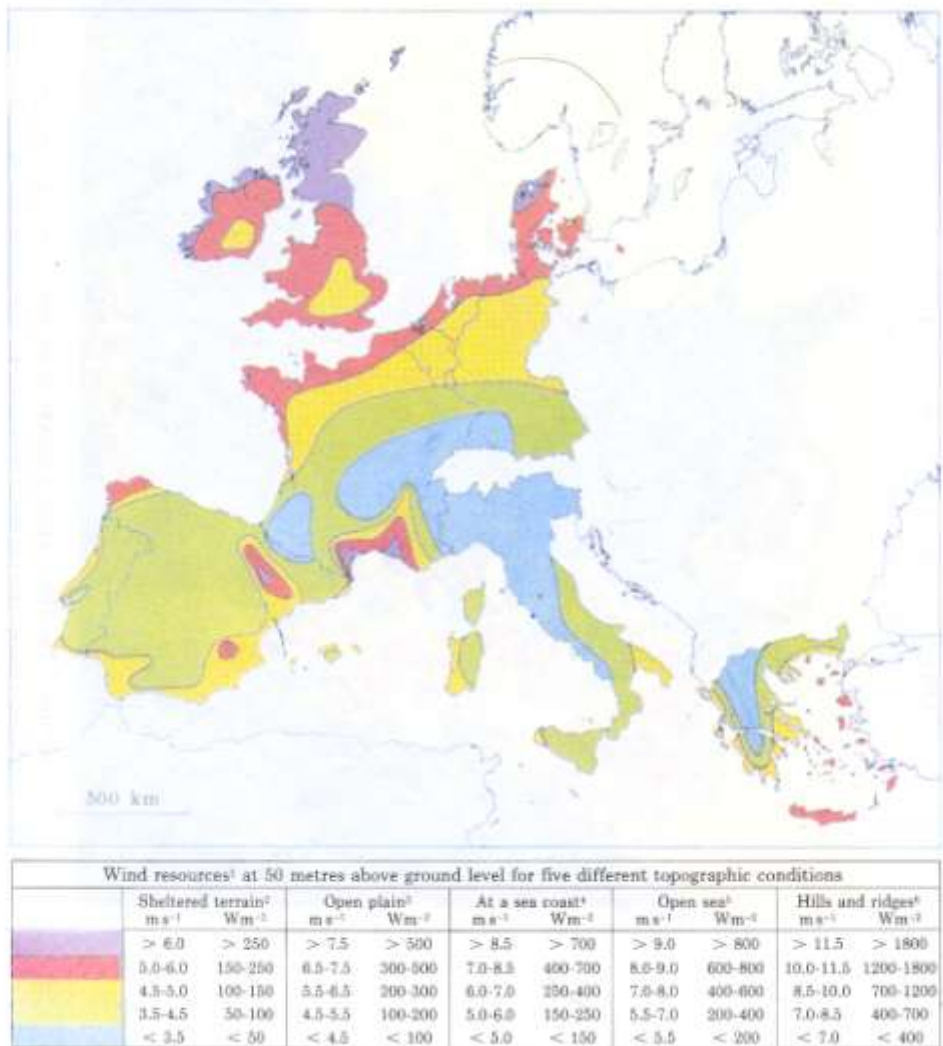 500 km
Wind resources¹ at 50 metres above ground level for five different topographic conditions
Sheltered terrain² Open plain³ At a sea coast⁴ Open sea⁵ Hills and ridges⁶
m s⁻¹ Wm⁻² m s⁻¹ Wm⁻² m s⁻¹ Wm⁻² m s⁻¹ Wm⁻² m s⁻¹ Wm⁻²
> 6.0 > 250 > 7.5 > 500 > 8.5 > 700 > 9.0 > 800 > 11.5 > 1800
5.0-6.0 150-250 6.5-7.5 300-500 7.0-8.5 400-700 8.0-9.0 600-800 10.0-11.5 1200-1800
4.5-5.0 100-150 5.5-6.5 200-300 6.0-7.0 250-400 7.0-8.0 400-600 8.5-10.0 700-1200
3.5-4.5 50-100 4.5-5.5 100-200 5.0-6.0 150-250 5.5-7.0 200-400 7.0-8.5 400-700
< 3.5 < 50 < 4.5 < 100 < 5.0 < 150 < 5.5 < 200 < 7.0 < 400